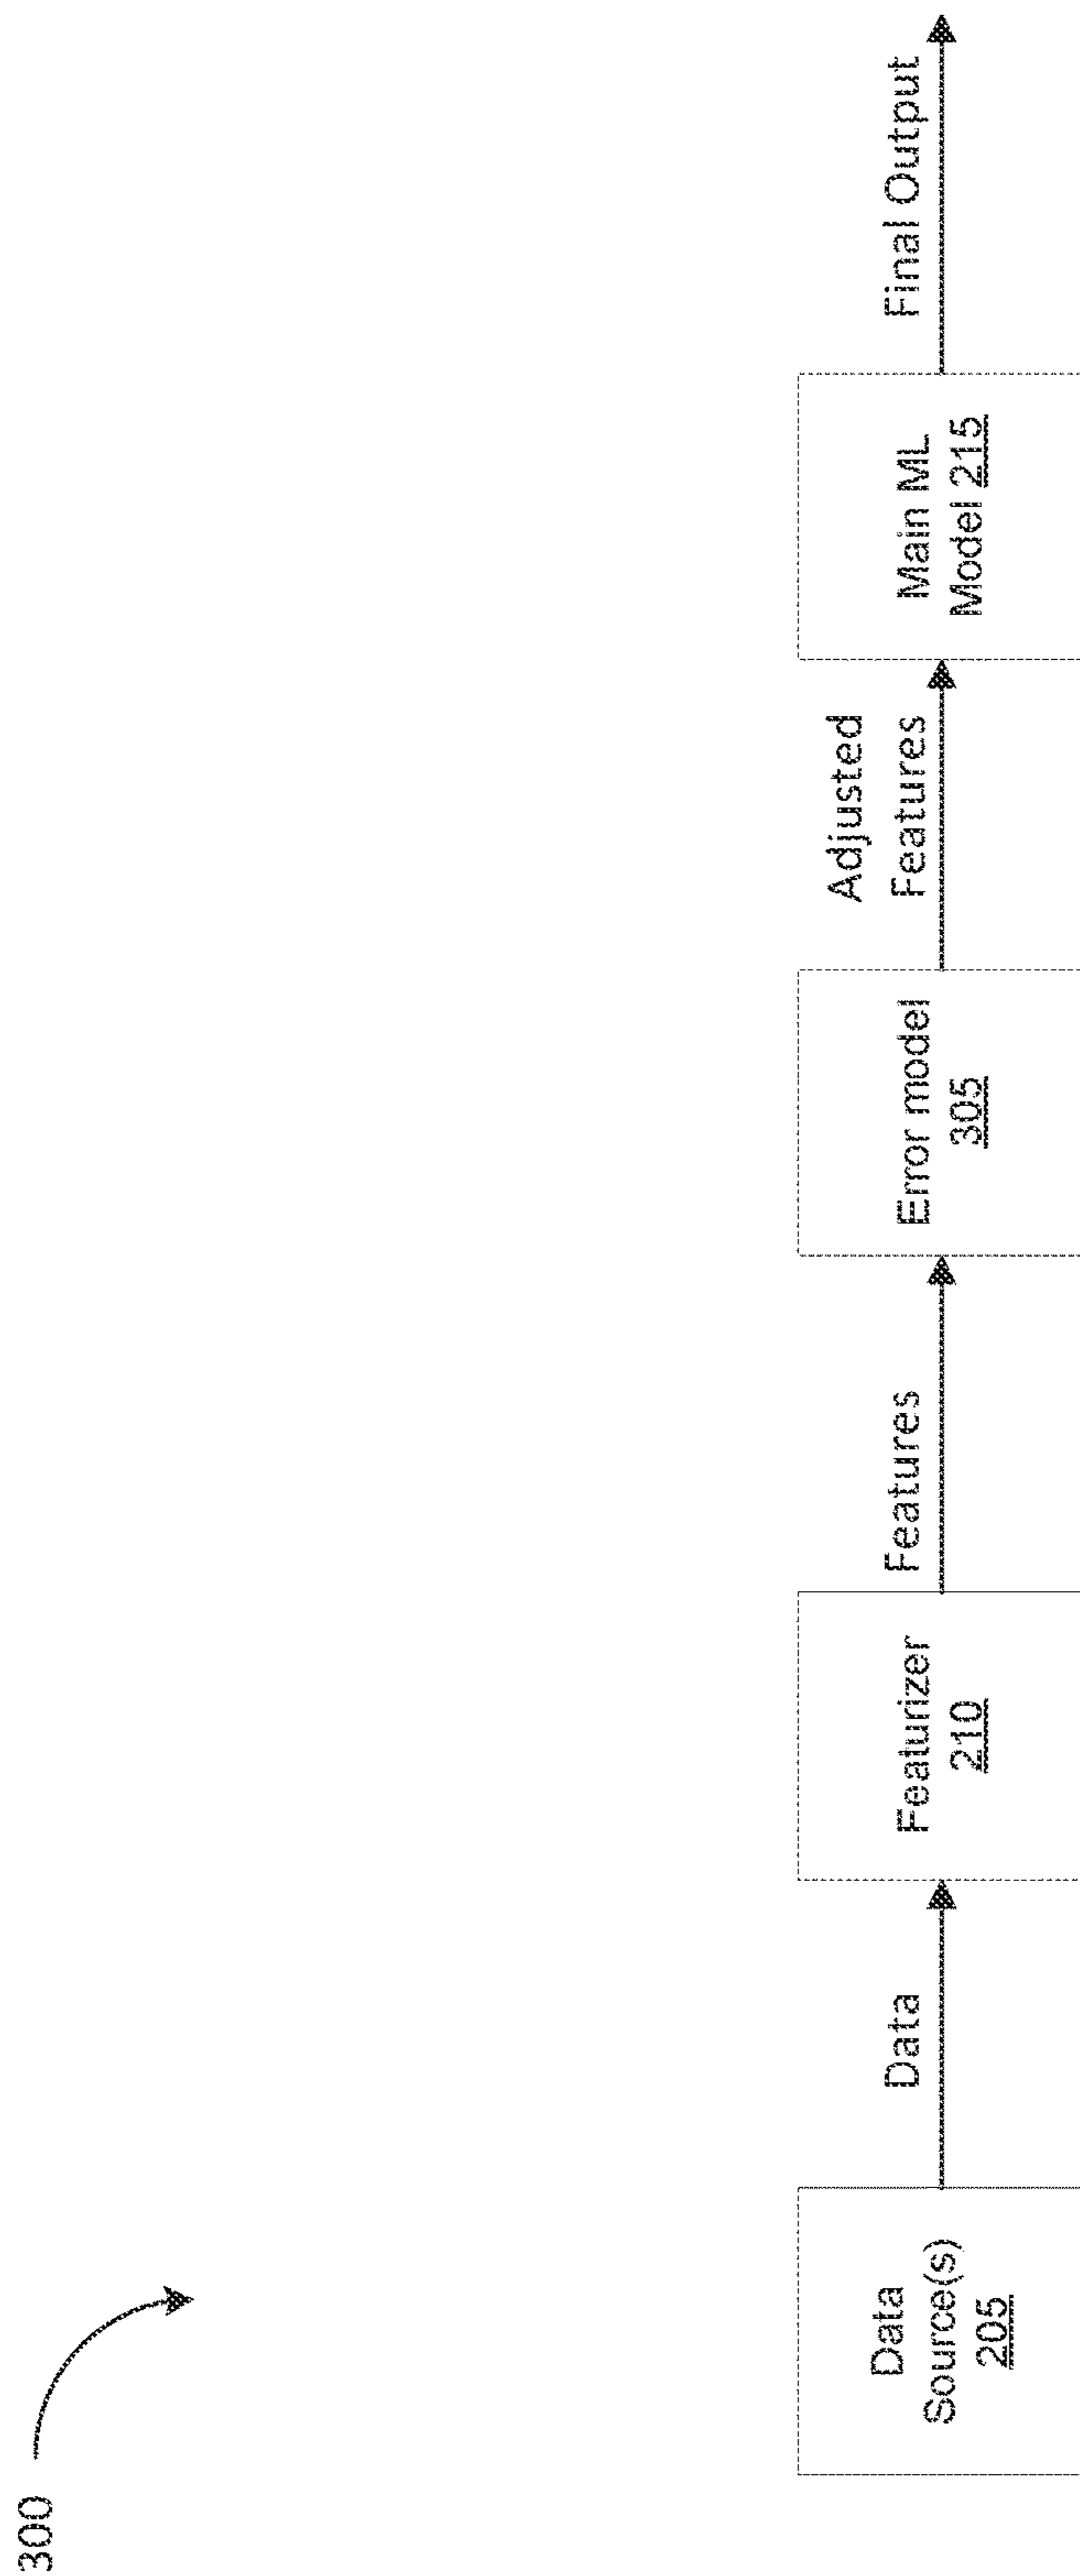 300
Data
Source(s)
205
Data
Featurizer
210
Features
Error model
305
Adjusted
Features
Main ML
Model 215
Final Output